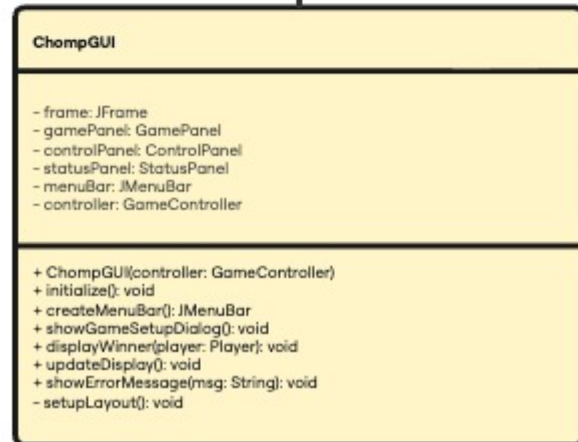 ChompGUI
- frame: JFrame
- gamePanel: GamePanel
- controlPanel: ControlPanel
- statusPanel: StatusPanel
- menuBar: JMenuBar
- controller: GameController
+ ChompGUI(controller: GameController)
+ initialize(): void
+ createMenuBar(): JMenuBar
+ showGameSetupDialog(): void
+ displayWinner(player: Player): void
+ updateDisplay(): void
+ showErrorMessage(msg: String): void
- setupLayout(): void